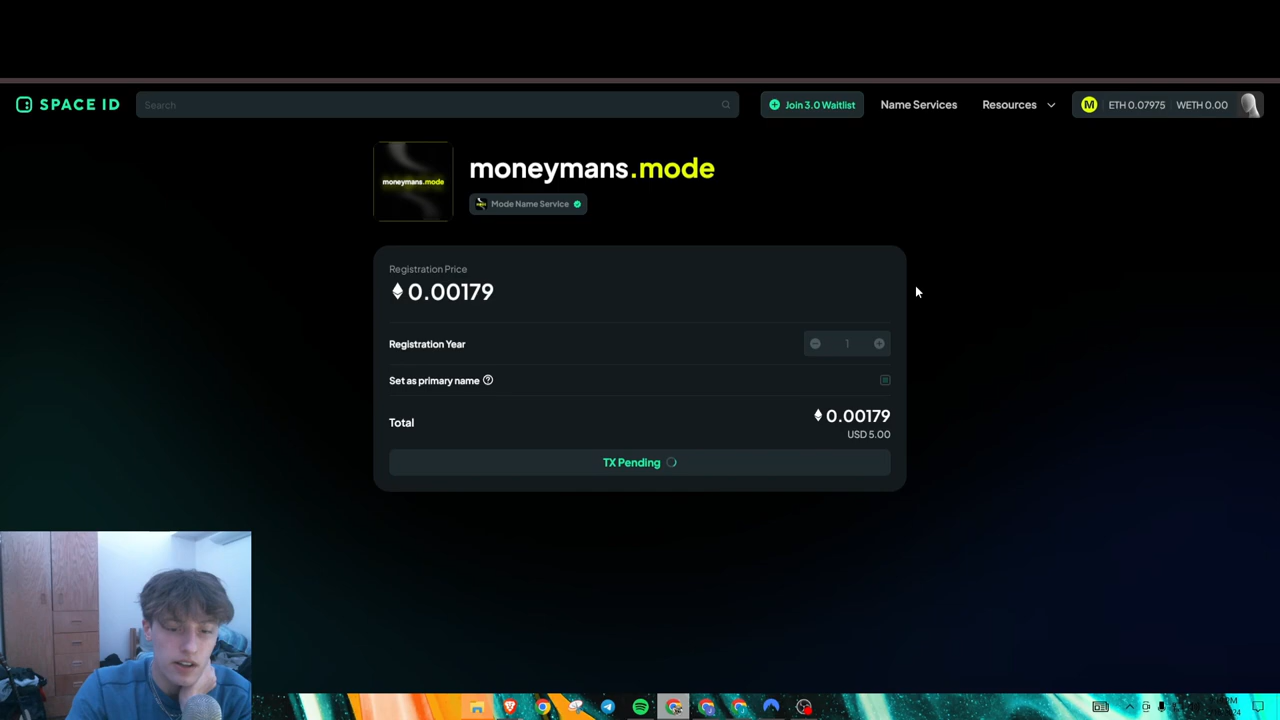 SPACE ID
Search
Join 3.0 Waitlist
Name Services
Resources
M
ETH 0.07975
WETH 0.00
moneymans.mode
moneymans.mode
Mode Name Service
Registration Price
0.00179
Registration Year
1
Set as primary name
Total
0.00179
USD 5.00
TX Pending